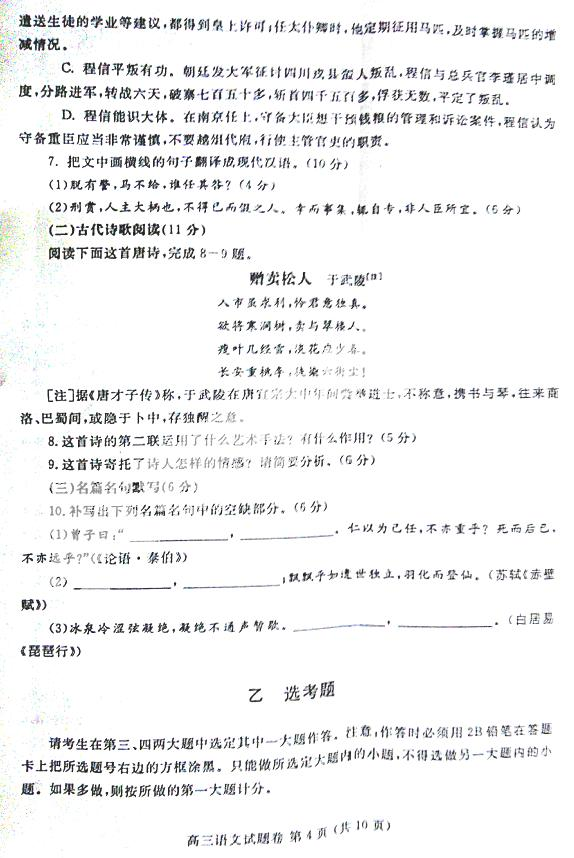 遣送生徒的学业等建议，都得到皇上许可；任太仆卿时，他定期征用马匹，及时掌握马匹的增
减情况。
C. 程信平叛有功。朝廷发大军征讨四川戎县蛮人叛乱，程信与总兵官李瑾居中调
度，分路进军，转战六天，破寨七百五十多，斩首四千五百多，俘获无数，平定了叛乱。
D. 程信能识大体。在南京任上，守备大臣想干预钱粮的管理和诉讼案件，程信认为
守备重臣应当非常谨慎，不要越俎代庖，行使主管官吏的职责。
7. 把文中画横线的句子翻译成现代汉语。（10分）
(1)脱有警，马不给，谁任其咎？（4分）
(2)刑赏，人主大柄也，不得已而假之人。幸而事集，辄自专，非人臣所宜。（6分）
(二)古代诗歌阅读(11分)
阅读下面这首唐诗，完成8－9题。
赠卖松人 于武陵[注]
入市虽求利，怜君意独真。
欲将寒涧树，卖与翠楼人。
瘦叶几经雪，淡花应少春。
长安重桃李，徒染六街尘！
[注]据《唐才子传》称，于武陵在唐宣宗大中年间尝举进士，不称意，携书与琴，往来商
洛、巴蜀间，或隐于卜中，存独醒之意。
8. 这首诗的第二联运用了什么艺术手法？有什么作用？（5分）
9. 这首诗寄托了诗人怎样的情感？请简要分析。（6分）
(三)名篇名句默写(6分)
10. 补写出下列名篇名句中的空缺部分。（6分）
(1)曾子曰：“＿＿＿＿＿，＿＿＿＿＿。仁以为己任，不亦重乎？死而后已，
不亦远乎？”(《论语·泰伯》)
(2)＿＿＿＿＿，＿＿＿＿＿；飘飘乎如遗世独立，羽化而登仙。（苏轼《赤壁
赋》）
(3)冰泉冷涩弦凝绝，凝绝不通声暂歇。＿＿＿＿＿，＿＿＿＿＿。（白居易
《琵琶行》）
乙 选考题
请考生在第三、四两大题中选定其中一大题作答。注意，作答时必须用2B铅笔在答题
卡上把所选题号右边的方框涂黑。只能做所选定大题内的小题，不得选做另一大题内的小
题。如果多做，则按所做的第一大题计分。
高三语文试题卷 第4页（共10页）